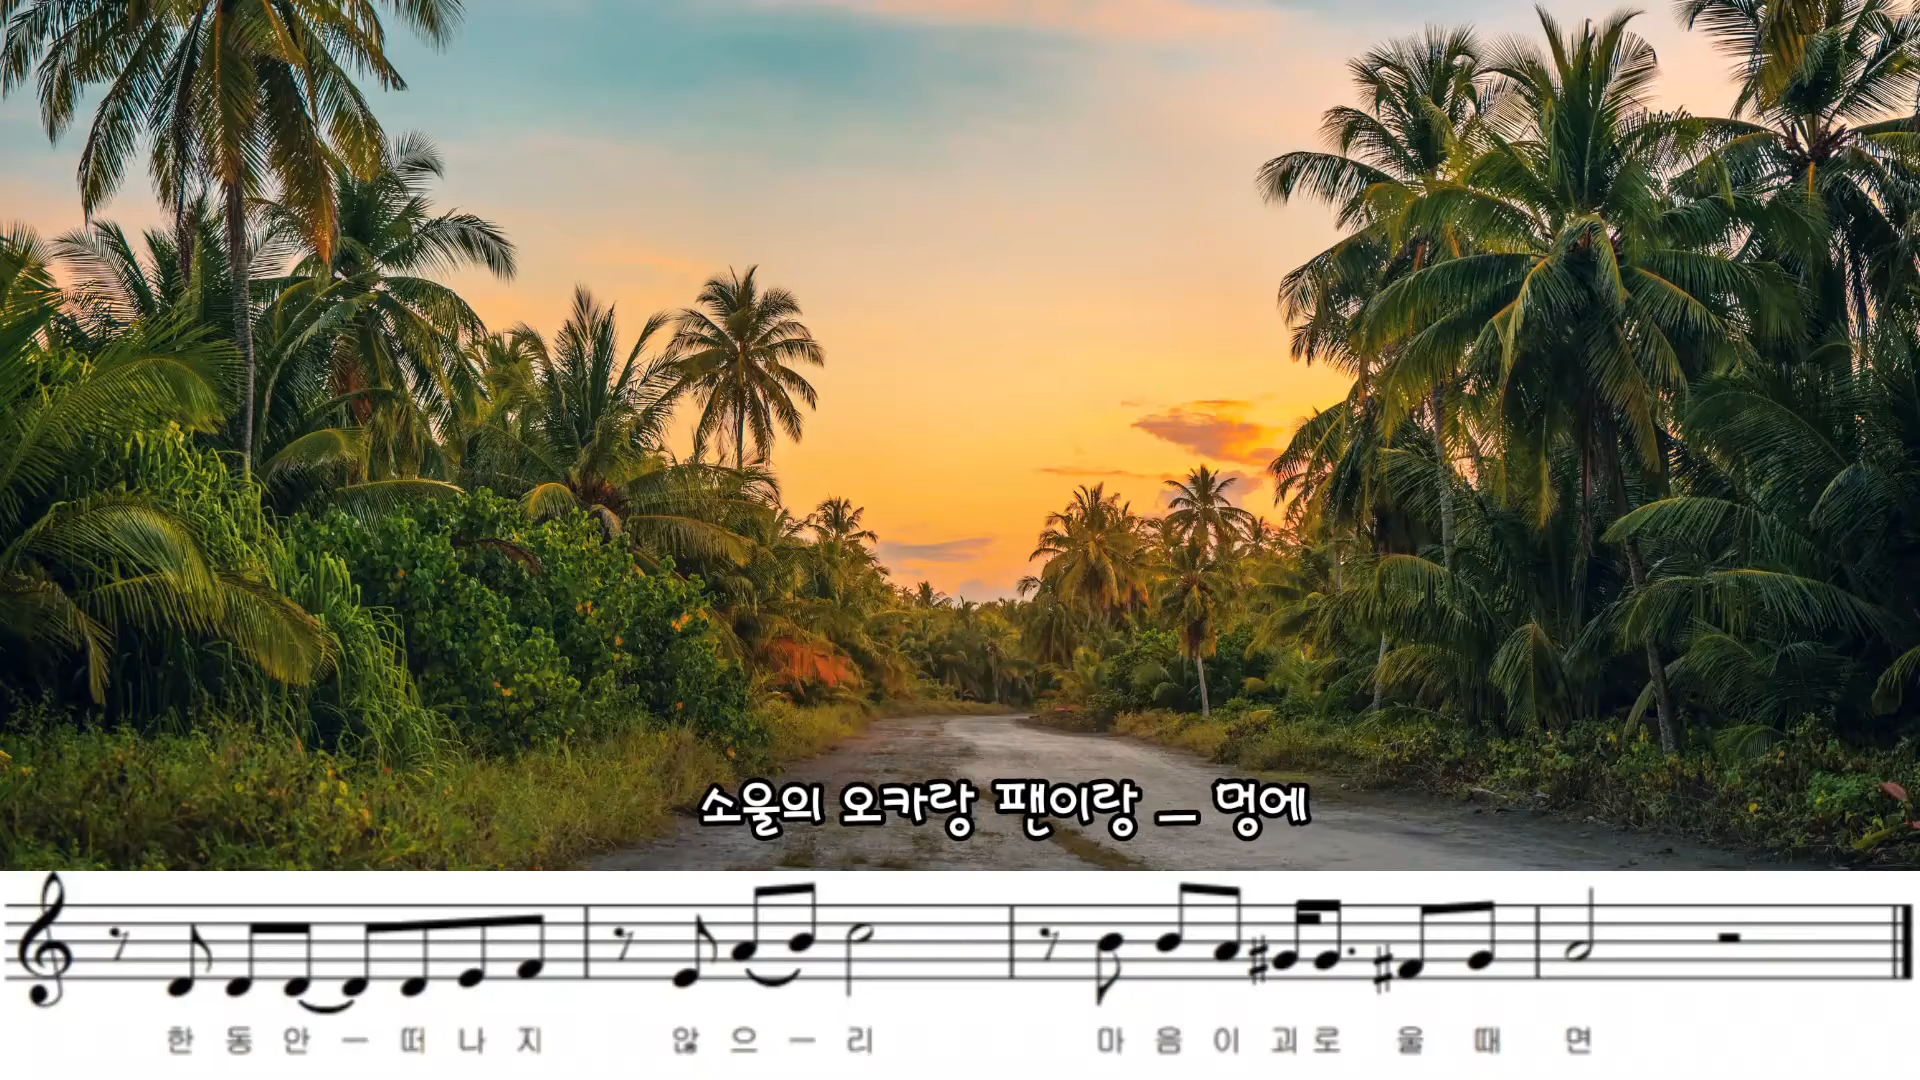 소울의 오카랑 팬이랑 _ 멍에
한 동 안 ㅡ 떠 나 지 않 으 ㅡ 리 마 음 이 괴 로 울 때 면